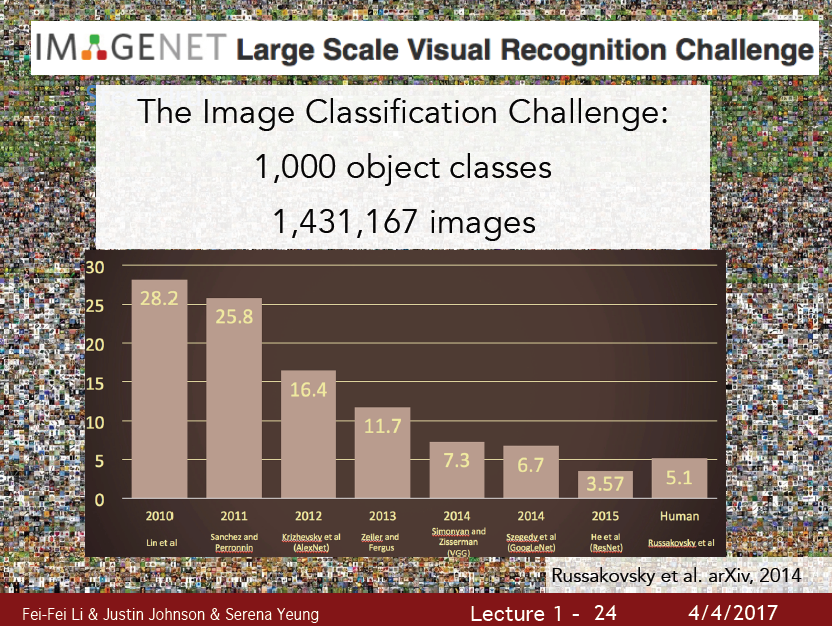 IMAGENET Large Scale Visual Recognition Challenge
The Image Classification Challenge:
1,000 object classes
1,431,167 images
30
25
20
15
10
5
0
28.2
25.8
16.4
11.7
7.3
6.7
3.57
5.1
2010
2011
2012
2013
2014
2014
2015
Human
Lin et al
Sanchez and
Perronnin
Krizhevsky et al
(AlexNet)
Zeiler and
Fergus
Simonyan and
Zisserman
(VGG)
Szegedy et al
(GoogLeNet)
He et al
(ResNet)
Russakovsky et al
Russakovsky et al. arXiv, 2014
Fei-Fei Li & Justin Johnson & Serena Yeung
Lecture 1 - 24
4/4/2017